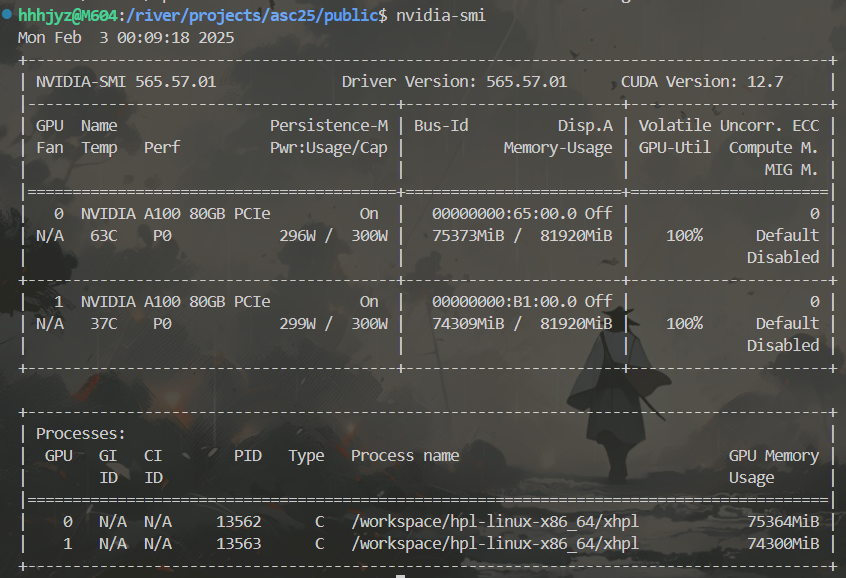 hhhjyz@M604:/river/projects/asc25/public$ nvidia-smi
Mon Feb  3 00:09:18 2025
+-----------------------------------------------------------------------------------------+
| NVIDIA-SMI 565.57.01              Driver Version: 565.57.01      CUDA Version: 12.7     |
|-----------------------------------------+------------------------+----------------------+
| GPU  Name                 Persistence-M | Bus-Id          Disp.A | Volatile Uncorr. ECC |
| Fan  Temp   Perf          Pwr:Usage/Cap |           Memory-Usage | GPU-Util  Compute M. |
|                                         |                        |               MIG M. |
|=========================================+========================+======================|
|   0  NVIDIA A100 80GB PCIe          On  |   00000000:65:00.0 Off |                    0 |
| N/A   63C    P0            296W /  300W |   75373MiB /  81920MiB |    100%      Default |
|                                         |                        |             Disabled |
+-----------------------------------------+------------------------+----------------------+
|   1  NVIDIA A100 80GB PCIe          On  |   00000000:B1:00.0 Off |                    0 |
| N/A   37C    P0            299W /  300W |   74309MiB /  81920MiB |    100%      Default |
|                                         |                        |             Disabled |
+-----------------------------------------+------------------------+----------------------+

+-----------------------------------------------------------------------------------------+
| Processes:                                                                              |
|  GPU   GI   CI        PID   Type   Process name                              GPU Memory |
|        ID   ID                                                               Usage      |
|=========================================================================================|
|    0   N/A  N/A     13562      C   /workspace/hpl-linux-x86_64/xhpl            75364MiB |
|    1   N/A  N/A     13563      C   /workspace/hpl-linux-x86_64/xhpl            74300MiB |
+-----------------------------------------------------------------------------------------+